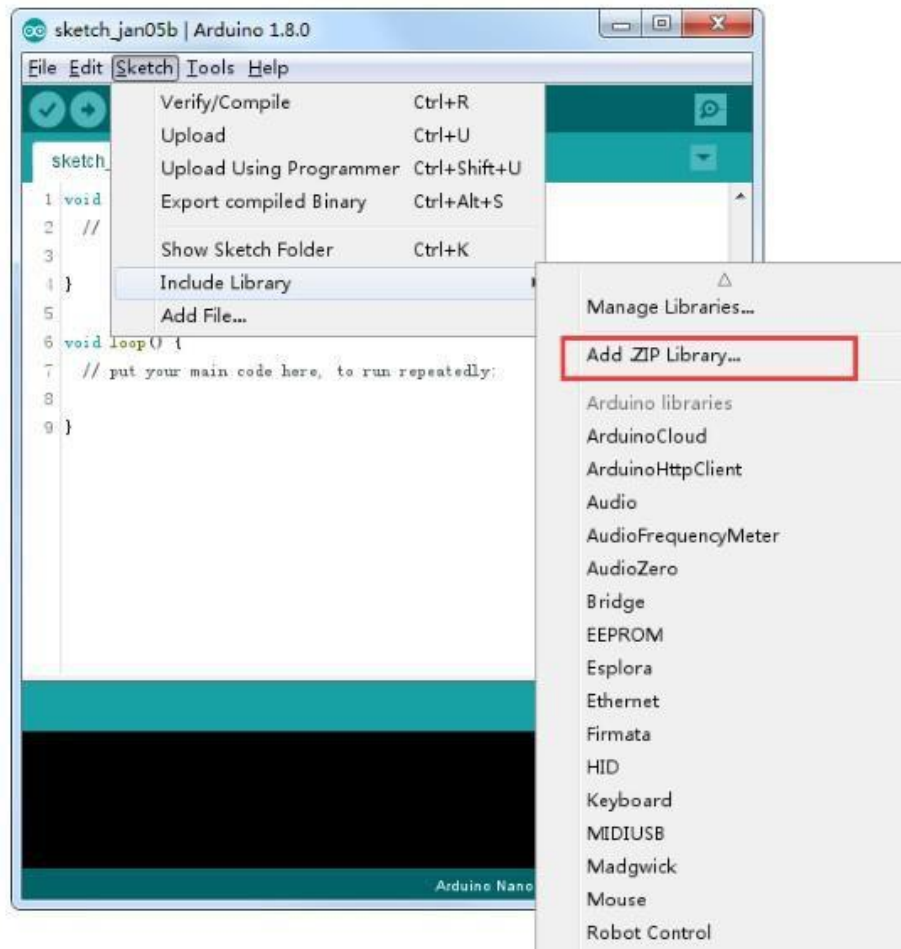 sketch_jan05b | Arduino 1.8.0
File Edit Sketch Tools Help
Verify/Compile Ctrl+R
Upload Ctrl+U
Upload Using Programmer Ctrl+Shift+U
Export compiled Binary Ctrl+Alt+S
Show Sketch Folder Ctrl+K
Include Library
Add File...
sketch_
1 void
2 //
3
4 }
5
6 void loop() {
7 // put your main code here, to run repeatedly:
8
9 }
Manage Libraries...
Add .ZIP Library...
Arduino libraries
ArduinoCloud
ArduinoHttpClient
Audio
AudioFrequencyMeter
AudioZero
Bridge
EEPROM
Esplora
Ethernet
Firmata
HID
Keyboard
MIDIUSB
Madgwick
Mouse
Robot Control
Arduino Nano